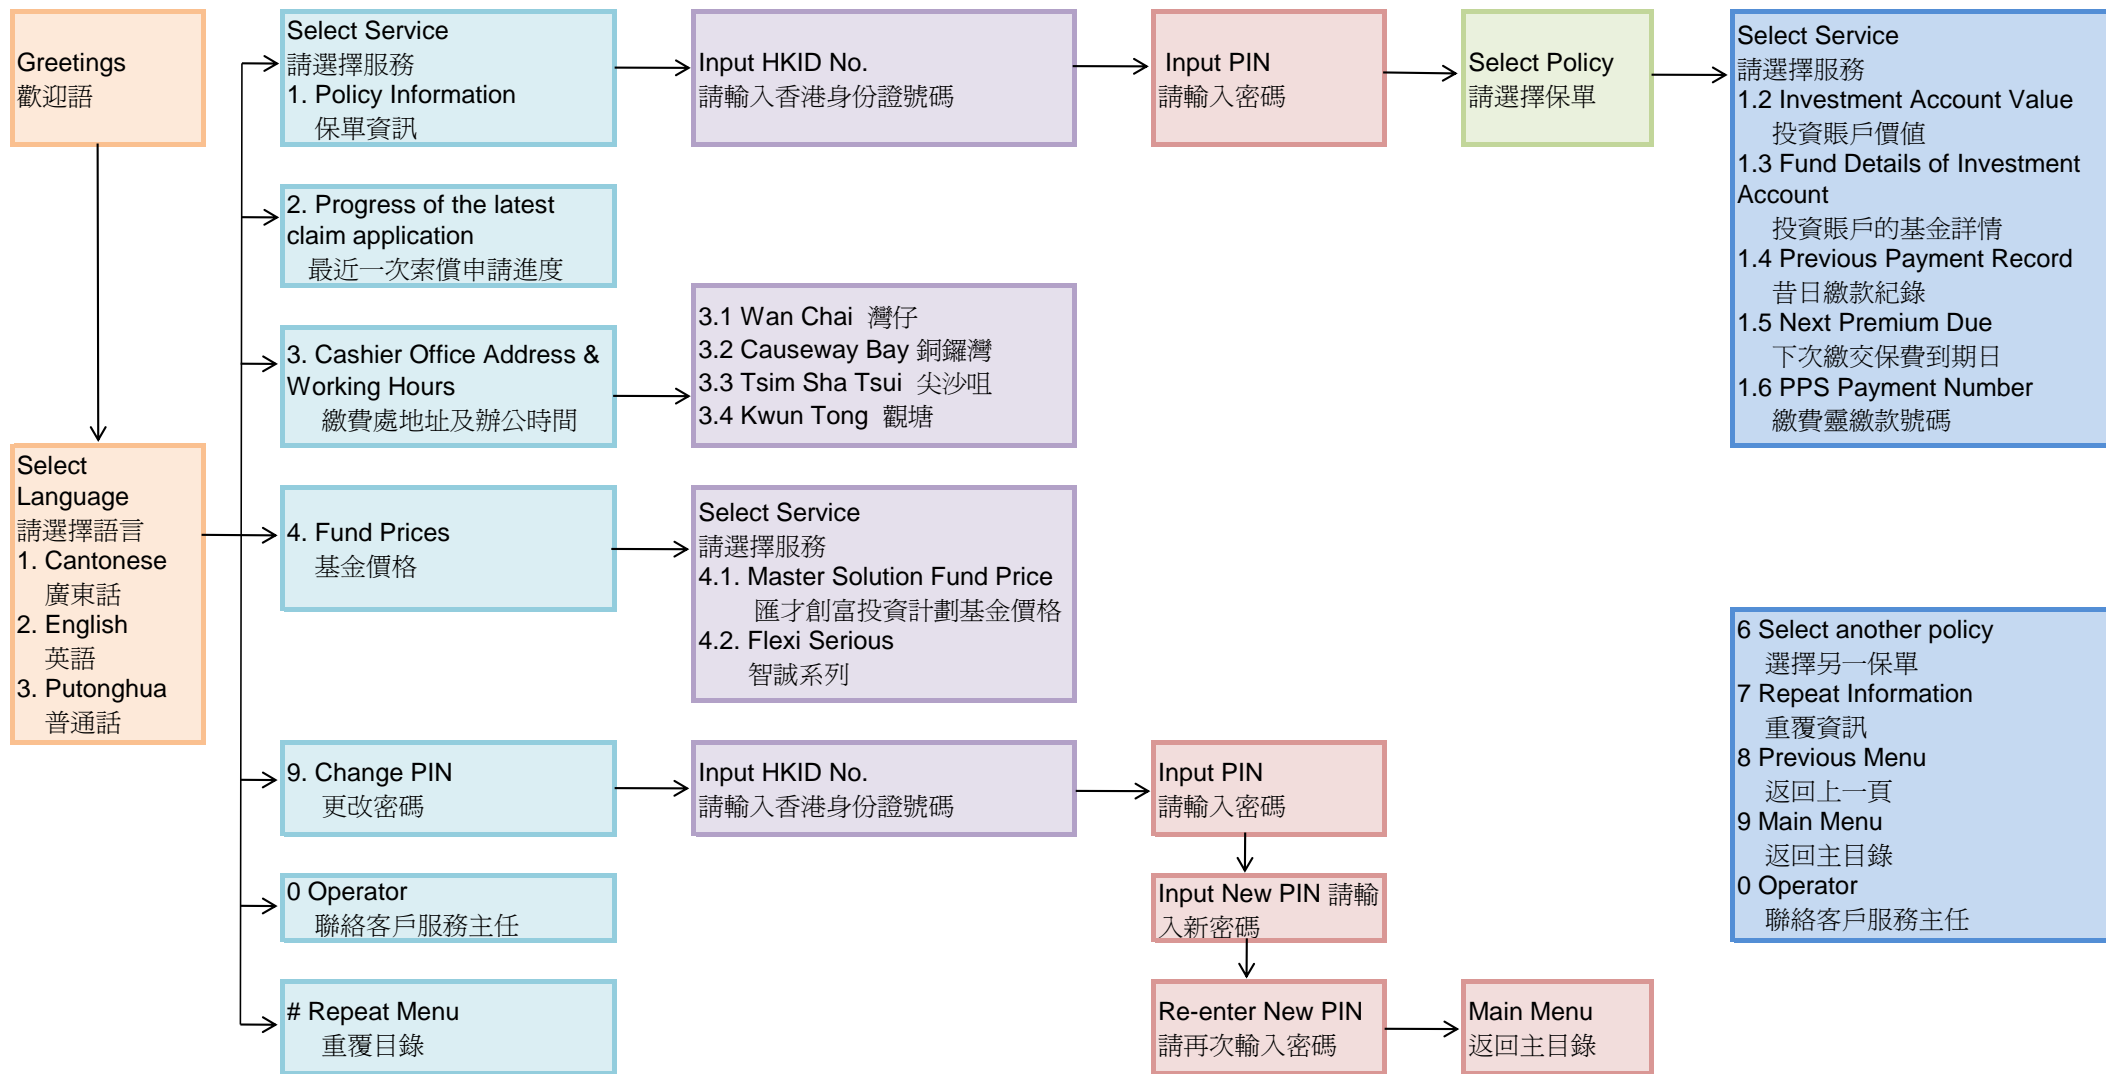 Greetings
歡迎語
Select
Language
請選擇語言
1. Cantonese
廣東話
2. English
英語
3. Putonghua
普通話
Select Service
請選擇服務
1. Policy Information
保單資訊
Input HKID No.
請輸入香港身份證號碼
Input PIN
請輸入密碼
Select Policy
請選擇保單
Select Service
請選擇服務
1.2 Investment Account Value
投資賬戶價值
1.3 Fund Details of Investment
Account
投資賬戶的基金詳情
1.4 Previous Payment Record
昔日繳款紀錄
1.5 Next Premium Due
下次繳交保費到期日
1.6 PPS Payment Number
繳費靈繳款號碼
2. Progress of the latest
claim application
最近一次索償申請進度
3. Cashier Office Address &
Working Hours
繳費處地址及辦公時間
3.1 Wan Chai 灣仔
3.2 Causeway Bay 銅鑼灣
3.3 Tsim Sha Tsui 尖沙咀
3.4 Kwun Tong 觀塘
4. Fund Prices
基金價格
Select Service
請選擇服務
4.1. Master Solution Fund Price
匯才創富投資計劃基金價格
4.2. Flexi Serious
智誠系列
9. Change PIN
更改密碼
Input HKID No.
請輸入香港身份證號碼
Input PIN
請輸入密碼
Input New PIN 請輸
入新密碼
Re-enter New PIN
請再次輸入密碼
Main Menu
返回主目錄
0 Operator
聯絡客戶服務主任
# Repeat Menu
重覆目錄
6 Select another policy
選擇另一保單
7 Repeat Information
重覆資訊
8 Previous Menu
返回上一頁
9 Main Menu
返回主目錄
0 Operator
聯絡客戶服務主任